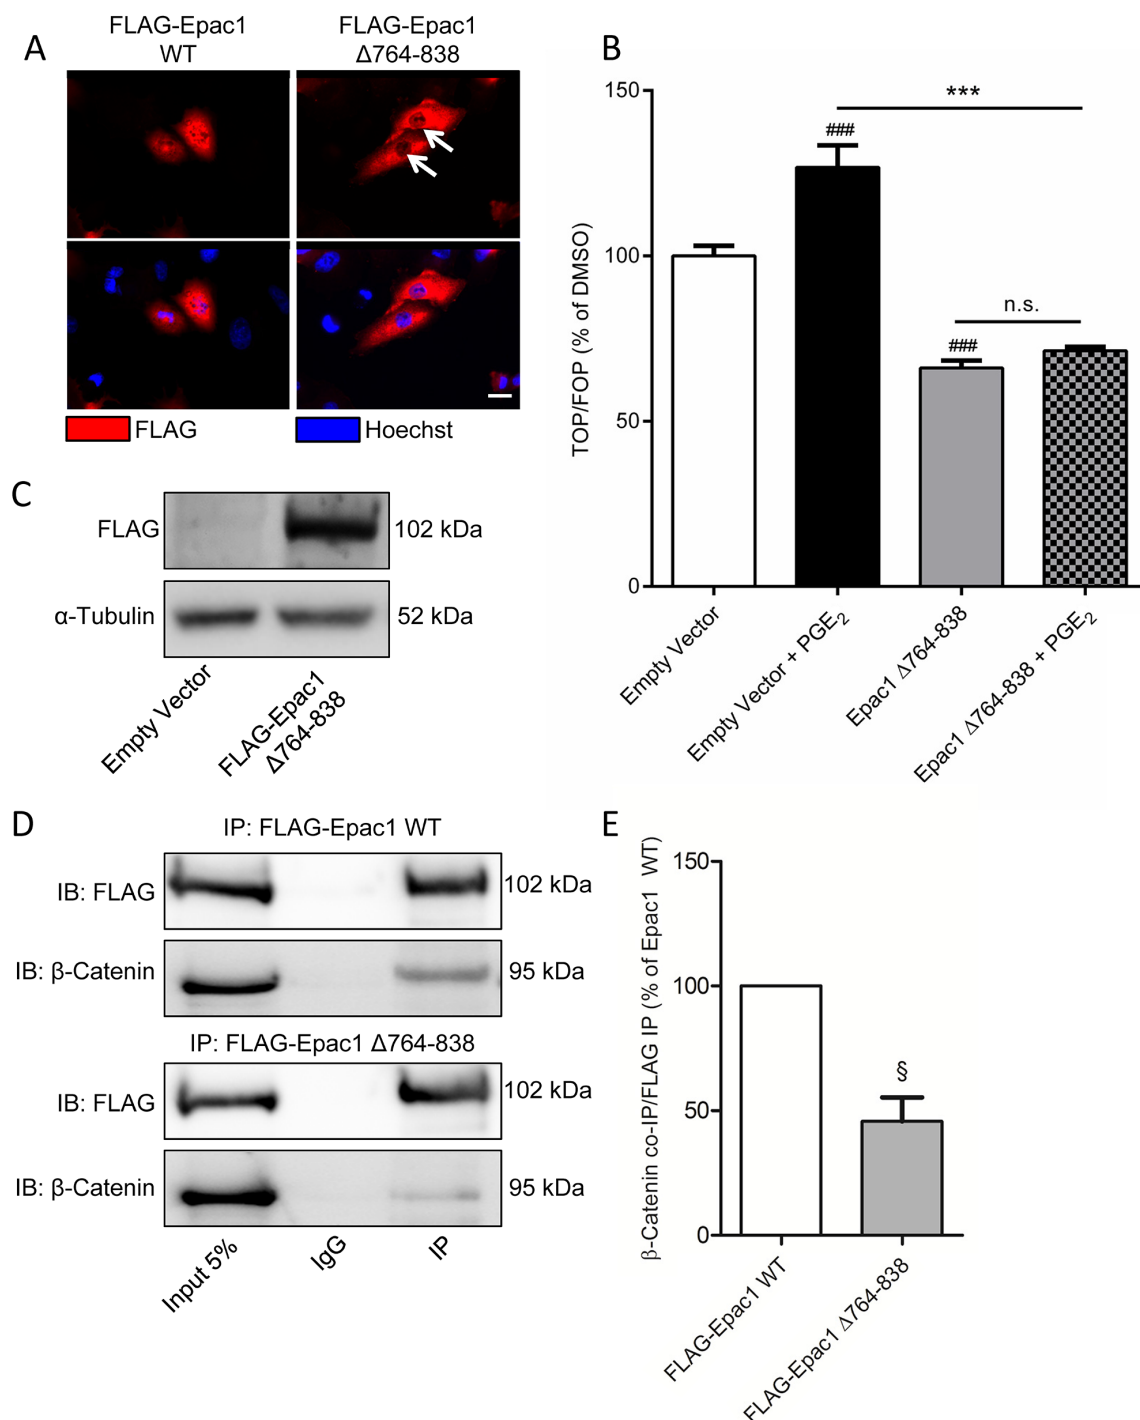 A
FLAG-Epac1
WT
FLAG-Epac1
Δ764-838
FLAG
Hoechst
B
TOP/FOP (% of DMSO)
150
100
50
0
***
###
###
n.s.
Empty Vector
Empty Vector + PGE₂
Epac1 Δ764-838
Epac1 Δ764-838 + PGE₂
C
FLAG
102 kDa
α-Tubulin
52 kDa
Empty Vector
FLAG-Epac1
Δ764-838
D
IP: FLAG-Epac1 WT
IB: FLAG
102 kDa
IB: β-Catenin
95 kDa
IP: FLAG-Epac1 Δ764-838
IB: FLAG
102 kDa
IB: β-Catenin
95 kDa
Input 5%
IgG
IP
E
β-Catenin co-IP/FLAG IP (% of Epac1 WT)
150
100
50
0
§
FLAG-Epac1 WT
FLAG-Epac1 Δ764-838